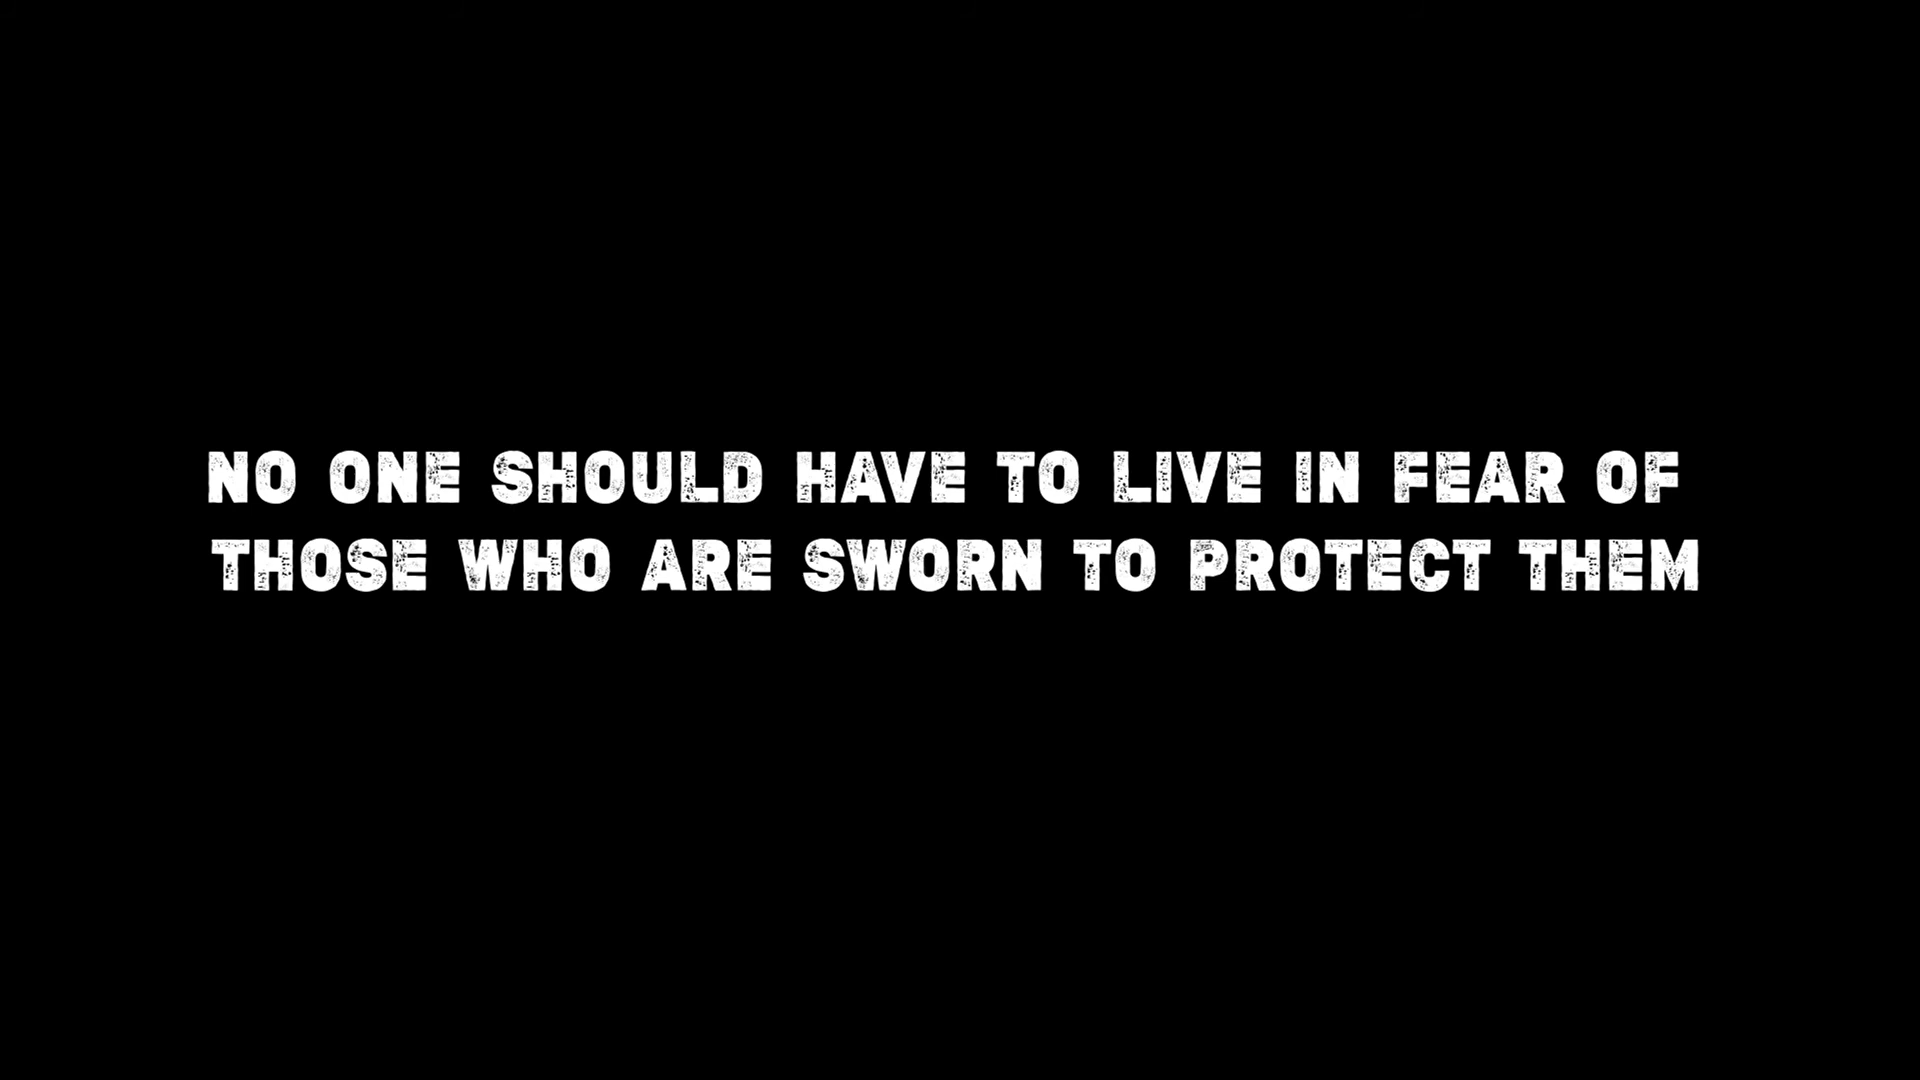 NO ONE SHOULD HAVE TO LIVE IN FEAR OF
THOSE WHO ARE SWORN TO PROTECT THEM